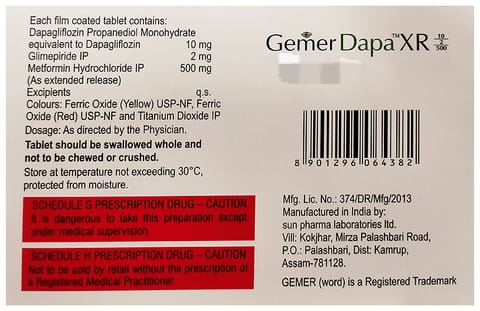 Each film coated tablet contains:
Dapagliflozin Propanediol Monohydrate
equivalent to Dapagliflozin 10 mg
Glimepiride IP 2 mg
Metformin Hydrochloride IP 500 mg
(As extended release)
Excipients q.s.
Colours: Ferric Oxide (Yellow) USP-NF, Ferric
Oxide (Red) USP-NF and Titanium Dioxide IP
Dosage: As directed by the Physician.
Tablet should be swallowed whole and
not to be chewed or crushed.
Store at temperature not exceeding 30°C,
protected from moisture.
SCHEDULE G PRESCRIPTION DRUG – CAUTION
It is dangerous to take this preparation except
under medical supervision.
SCHEDULE H PRESCRIPTION DRUG – CAUTION
Not to be sold by retail without the prescription of
a Registered Medical Practitioner.
Gemer Dapa™XR 10/2/500
8 901296 064382
Mfg. Lic. No.: 374/DR/Mfg/2013
Manufactured in India by:
sun pharma laboratories ltd.
Vill: Kokjhar, Mirza Palashbari Road,
P.O.: Palashbari, Dist: Kamrup,
Assam-781128.
GEMER (word) is a Registered Trademark